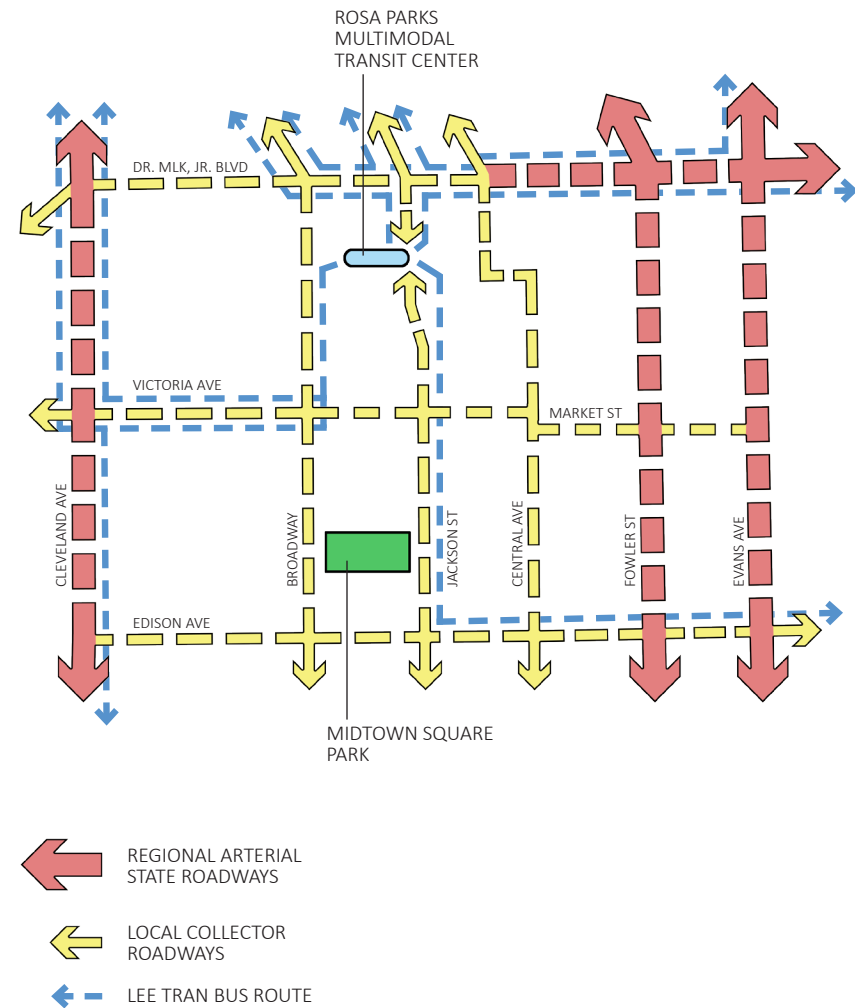 ROSA PARKS
MULTIMODAL
TRANSIT CENTER
DR. MLK, JR. BLVD
VICTORIA AVE
MARKET ST
CLEVELAND AVE
BROADWAY
JACKSON ST
CENTRAL AVE
FOWLER ST
EVANS AVE
EDISON AVE
MIDTOWN SQUARE
PARK
REGIONAL ARTERIAL
STATE ROADWAYS
LOCAL COLLECTOR
ROADWAYS
LEE TRAN BUS ROUTE